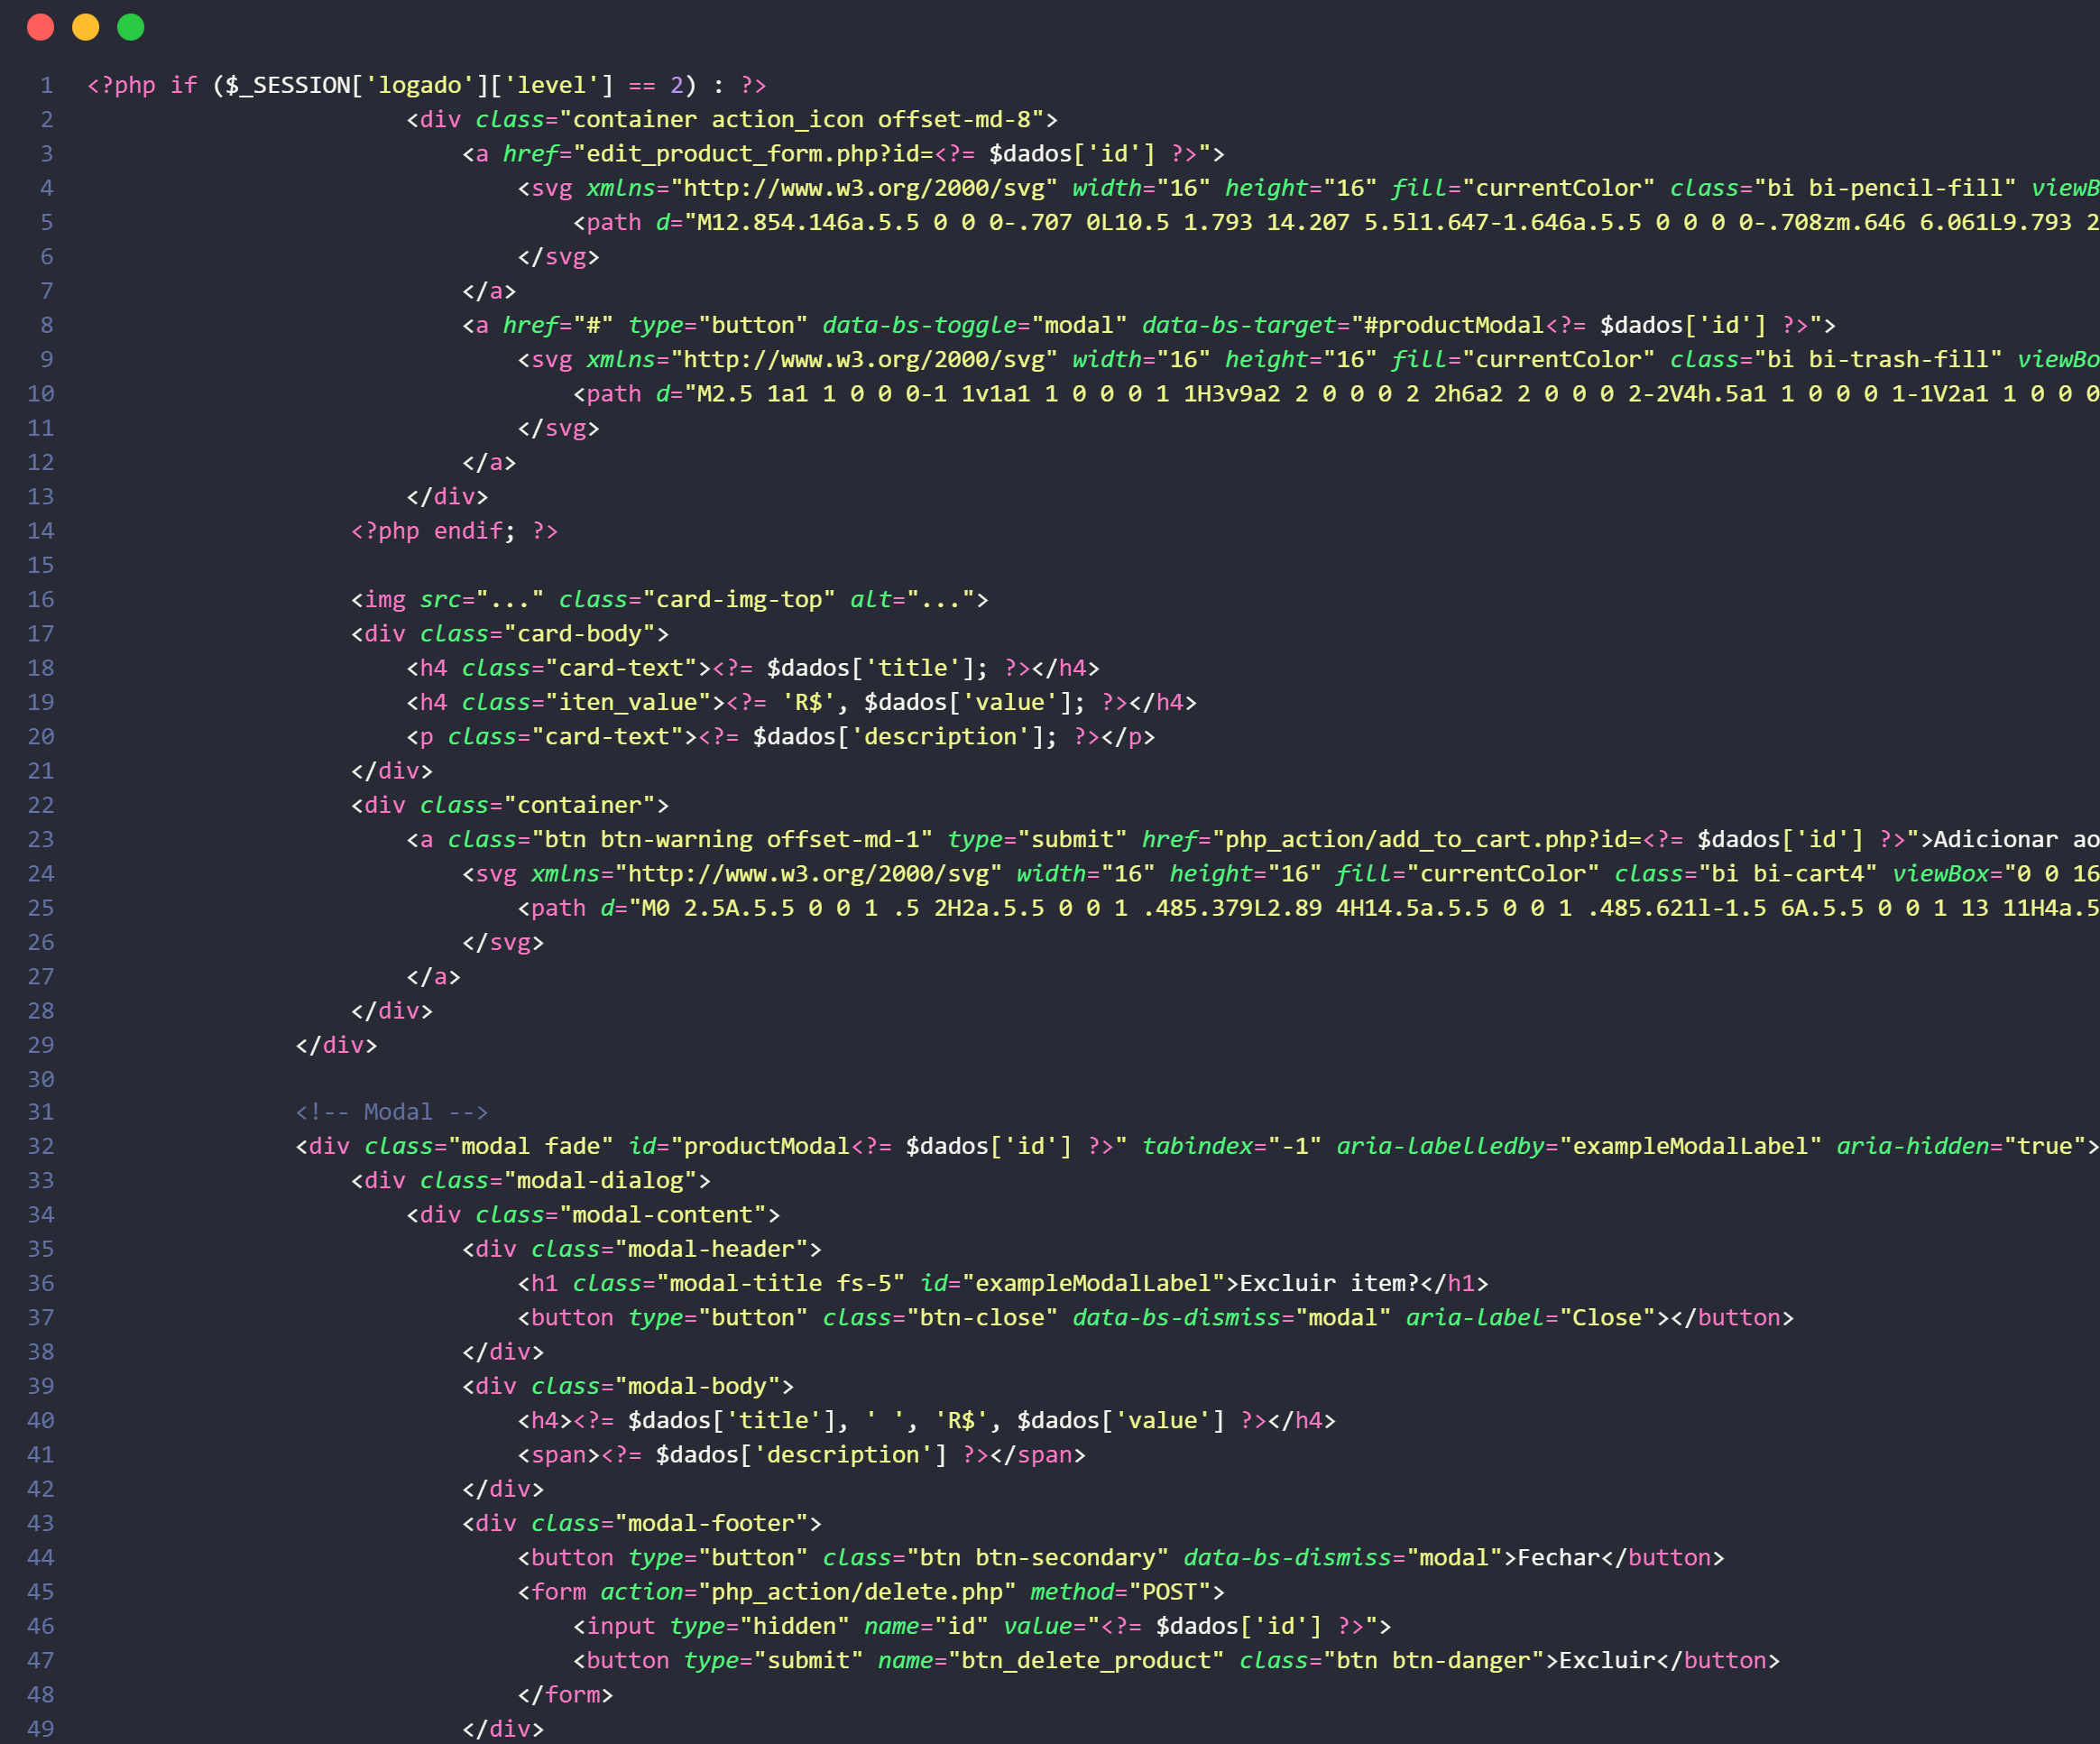 1 <?php if ($_SESSION['logado']['level'] == 2) : ?>
2 <div class="container action_icon offset-md-8">
3 <a href="edit_product_form.php?id=<?= $dados['id'] ?>">
4 <svg xmlns="http://www.w3.org/2000/svg" width="16" height="16" fill="currentColor" class="bi bi-pencil-fill" viewB
5 <path d="M12.854.146a.5.5 0 0 0-.707 0L10.5 1.793 14.207 5.5l1.647-1.646a.5.5 0 0 0 0-.708zm.646 6.061L9.793 2
6 </svg>
7 </a>
8 <a href="#" type="button" data-bs-toggle="modal" data-bs-target="#productModal<?= $dados['id'] ?>">
9 <svg xmlns="http://www.w3.org/2000/svg" width="16" height="16" fill="currentColor" class="bi bi-trash-fill" viewBo
10 <path d="M2.5 1a1 1 0 0 0-1 1v1a1 1 0 0 0 1 1H3v9a2 2 0 0 0 2 2h6a2 2 0 0 0 2-2V4h.5a1 1 0 0 0 1-1V2a1 1 0 0 0
11 </svg>
12 </a>
13 </div>
14 <?php endif; ?>
15
16 <img src="..." class="card-img-top" alt="...">
17 <div class="card-body">
18 <h4 class="card-text"><?= $dados['title']; ?></h4>
19 <h4 class="iten_value"><?= 'R$', $dados['value']; ?></h4>
20 <p class="card-text"><?= $dados['description']; ?></p>
21 </div>
22 <div class="container">
23 <a class="btn btn-warning offset-md-1" type="submit" href="php_action/add_to_cart.php?id=<?= $dados['id'] ?>">Adicionar ao
24 <svg xmlns="http://www.w3.org/2000/svg" width="16" height="16" fill="currentColor" class="bi bi-cart4" viewBox="0 0 16
25 <path d="M0 2.5A.5.5 0 0 1 .5 2H2a.5.5 0 0 1 .485.379L2.89 4H14.5a.5.5 0 0 1 .485.621l-1.5 6A.5.5 0 0 1 13 11H4a.5
26 </svg>
27 </a>
28 </div>
29 </div>
30
31 <!-- Modal -->
32 <div class="modal fade" id="productModal<?= $dados['id'] ?>" tabindex="-1" aria-labelledby="exampleModalLabel" aria-hidden="true">
33 <div class="modal-dialog">
34 <div class="modal-content">
35 <div class="modal-header">
36 <h1 class="modal-title fs-5" id="exampleModalLabel">Excluir item?</h1>
37 <button type="button" class="btn-close" data-bs-dismiss="modal" aria-label="Close"></button>
38 </div>
39 <div class="modal-body">
40 <h4><?= $dados['title'], ' ', 'R$', $dados['value'] ?></h4>
41 <span><?= $dados['description'] ?></span>
42 </div>
43 <div class="modal-footer">
44 <button type="button" class="btn btn-secondary" data-bs-dismiss="modal">Fechar</button>
45 <form action="php_action/delete.php" method="POST">
46 <input type="hidden" name="id" value="<?= $dados['id'] ?>">
47 <button type="submit" name="btn_delete_product" class="btn btn-danger">Excluir</button>
48 </form>
49 </div>